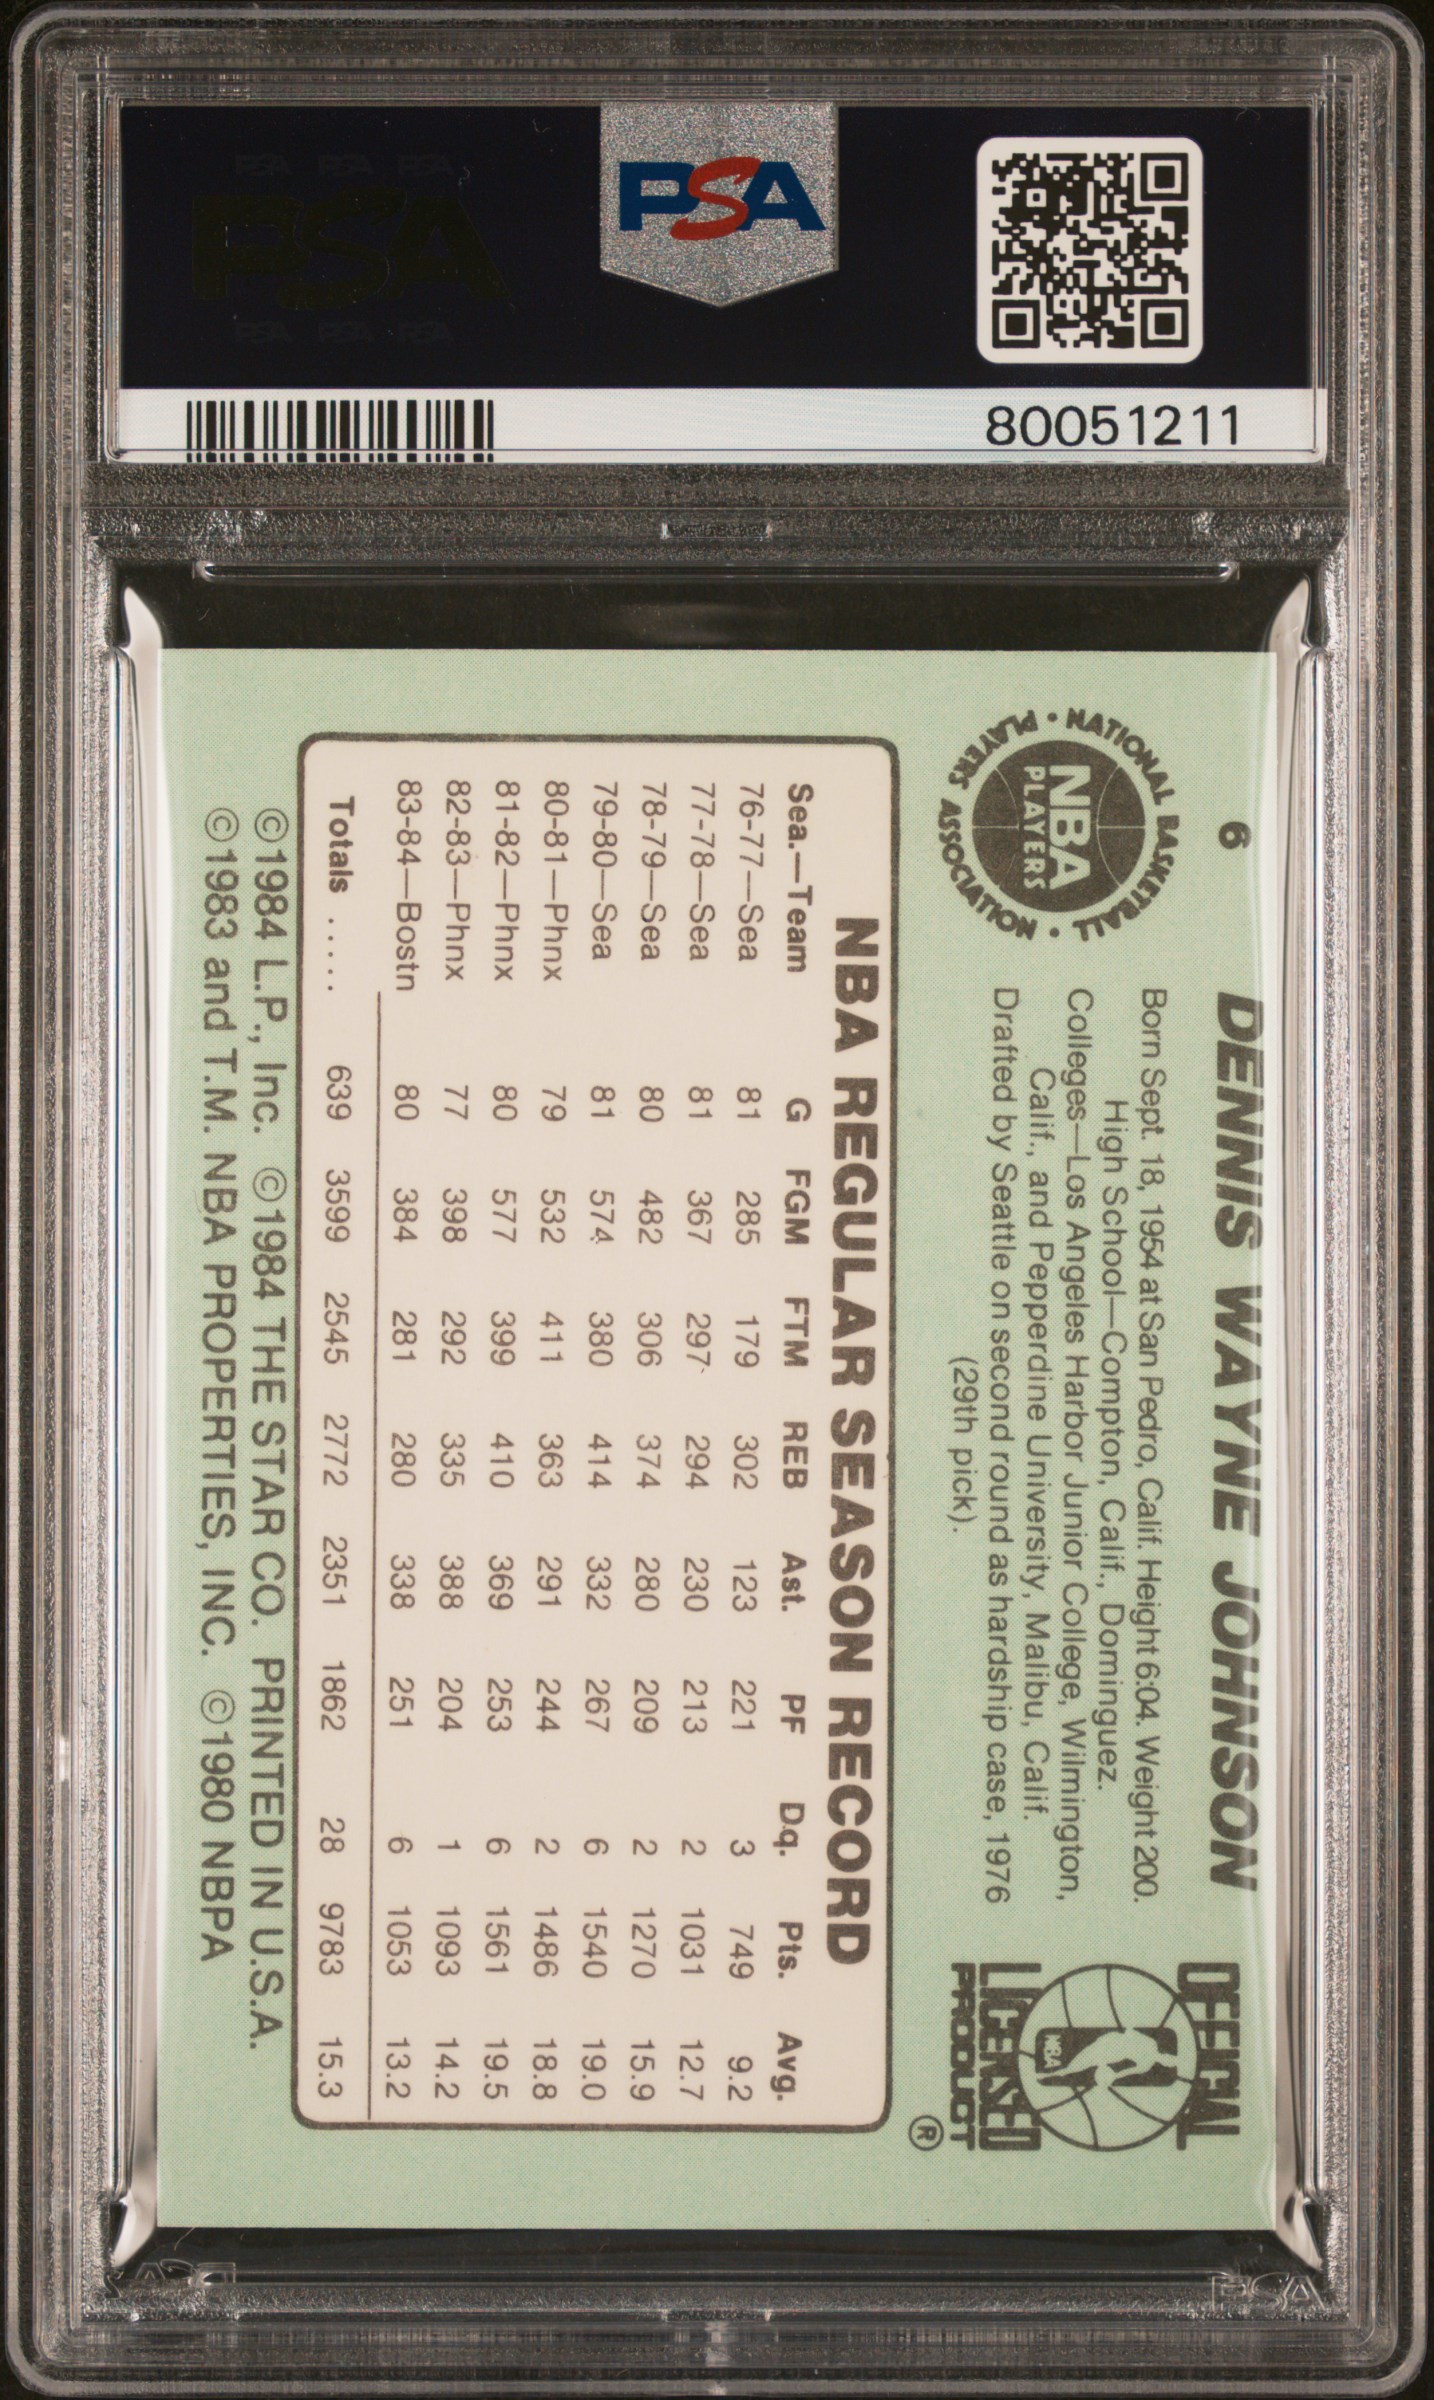 PSA PSA PSA
PSA
PSA PSA PSA
PSA
80051211
6
DENNIS WAYNE JOHNSON
NATIONAL BASKETBALL • PLAYERS ASSOCIATION •
NBA
PLAYERS
Born Sept. 18, 1954 at San Pedro, Calif. Height 6:04. Weight 200.
High School—Compton, Calif., Dominguez.
Colleges—Los Angeles Harbor Junior College, Wilmington,
Calif., and Pepperdine University, Malibu, Calif.
Drafted by Seattle on second round as hardship case, 1976
(29th pick).
OFFICIAL
NBA
LICENSED
PRODUCT
®
NBA REGULAR SEASON RECORD
Sea.—Team G FGM FTM REB Ast. PF Dq. Pts. Avg.
76-77—Sea 81 285 179 302 123 221 3 749 9.2
77-78—Sea 81 367 297 294 230 213 2 1031 12.7
78-79—Sea 80 482 306 374 280 209 2 1270 15.9
79-80—Sea 81 574 380 414 332 267 6 1540 19.0
80-81—Phnx 79 532 411 363 291 244 2 1486 18.8
81-82—Phnx 80 577 399 410 369 253 6 1561 19.5
82-83—Phnx 77 398 292 335 388 204 1 1093 14.2
83-84—Bostn 80 384 281 280 338 251 6 1053 13.2
Totals ..... 639 3599 2545 2772 2351 1862 28 9783 15.3
©1984 L.P., Inc. ©1984 THE STAR CO. PRINTED IN U.S.A.
©1983 and T.M. NBA PROPERTIES, INC. ©1980 NBPA
PSA
PSA